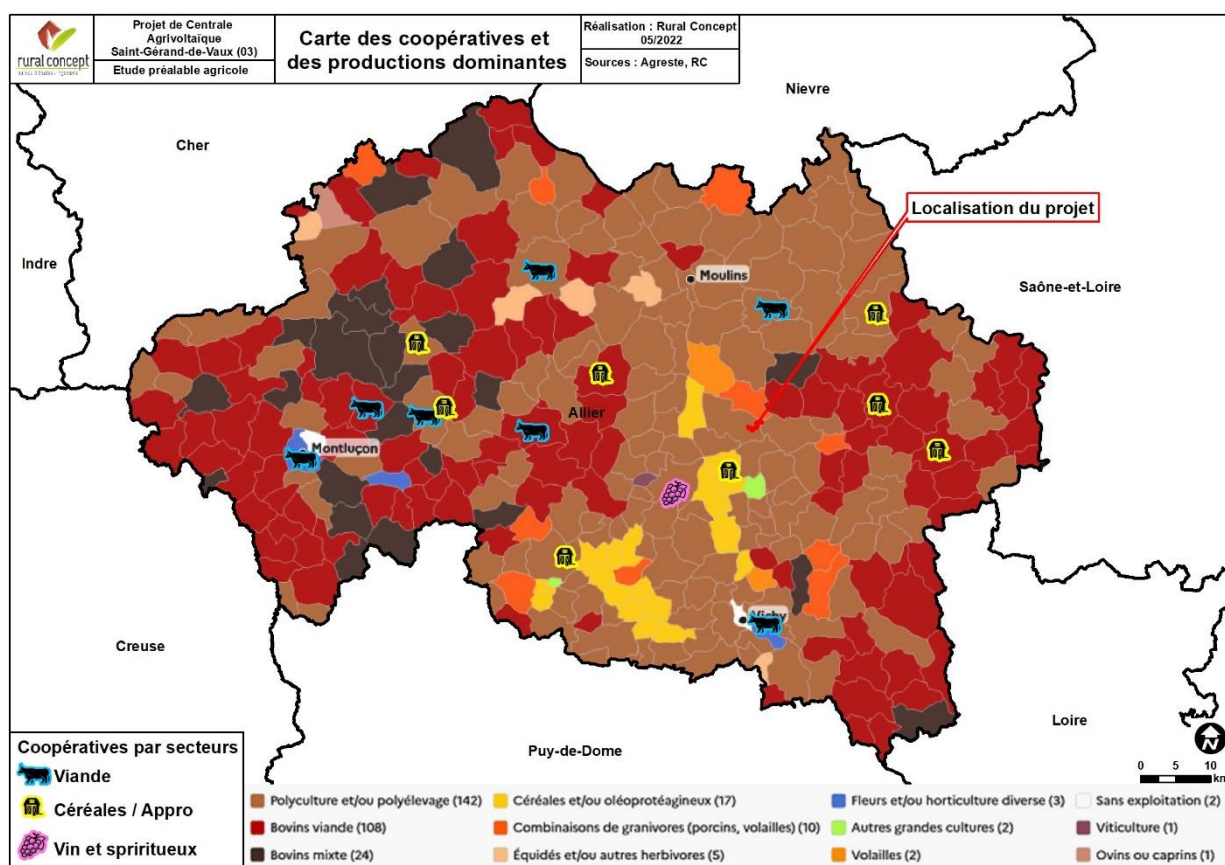 rural concept
Projet de Centrale
Agrivoltaïque
Saint-Gérand-de-Vaux (03)
Etude préalable agricole
Carte des coopératives et
des productions dominantes
Réalisation : Rural Concept
05/2022
Sources : Agreste, RC
Nievre
Cher
Localisation du projet
Indre
Moulins
Saône-et-Loire
Allier
Montluçon
Vichy
Creuse
Loire
Puy-de-Dome
N
0 5 10
km
Coopératives par secteurs
Viande
Céréales / Appro
Vin et spriritueux
Polyculture et/ou polyélevage (142)
Bovins viande (108)
Bovins mixte (24)
Céréales et/ou oléoprotéagineux (17)
Combinaisons de granivores (porcins, volailles) (10)
Équidés et/ou autres herbivores (5)
Fleurs et/ou horticulture diverse (3)
Autres grandes cultures (2)
Volailles (2)
Sans exploitation (2)
Viticulture (1)
Ovins ou caprins (1)